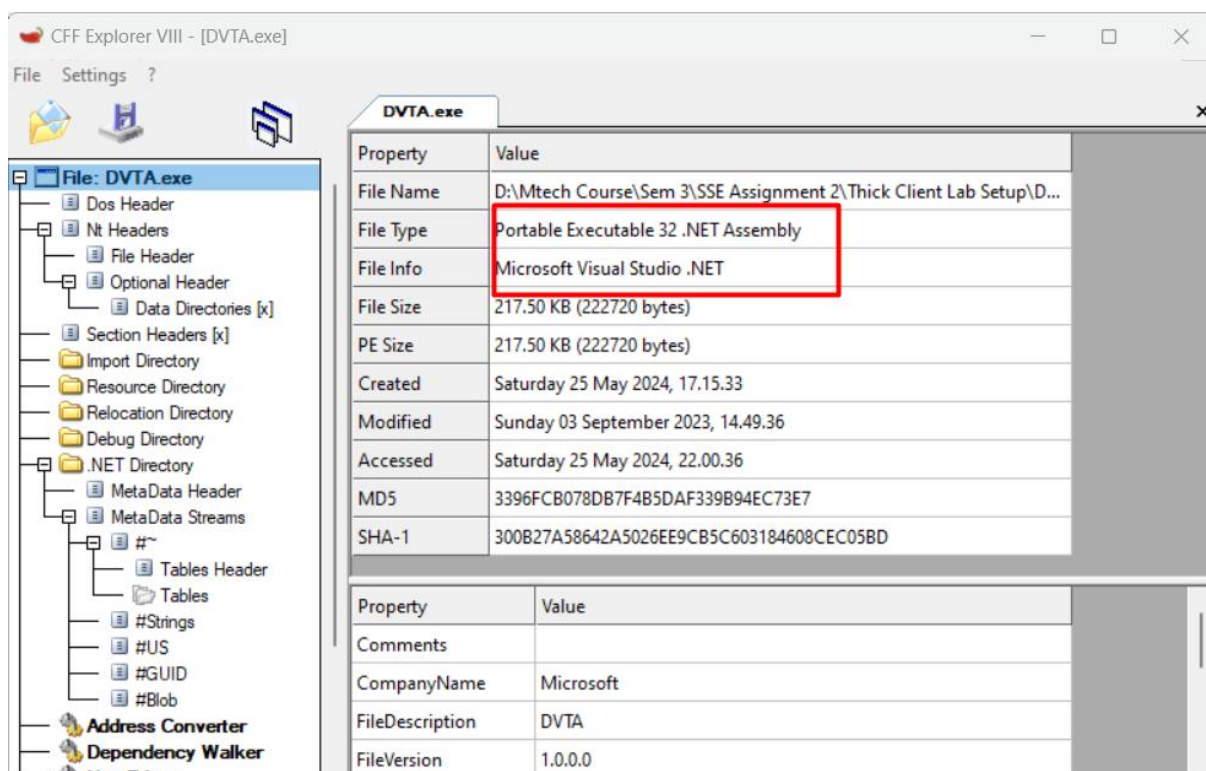 CFF Explorer VIII - [DVTA.exe]
File Settings ?
DVTA.exe
File: DVTA.exe
Dos Header
Nt Headers
File Header
Optional Header
Data Directories [x]
Section Headers [x]
Import Directory
Resource Directory
Relocation Directory
Debug Directory
.NET Directory
MetaData Header
MetaData Streams
#~
Tables Header
Tables
#Strings
#US
#GUID
#Blob
Address Converter
Dependency Walker
Property Value
File Name D:\Mtech Course\Sem 3\SSE Assignment 2\Thick Client Lab Setup\D...
File Type Portable Executable 32 .NET Assembly
File Info Microsoft Visual Studio .NET
File Size 217.50 KB (222720 bytes)
PE Size 217.50 KB (222720 bytes)
Created Saturday 25 May 2024, 17.15.33
Modified Sunday 03 September 2023, 14.49.36
Accessed Saturday 25 May 2024, 22.00.36
MD5 3396FCB078DB7F4B5DAF339B94EC73E7
SHA-1 300B27A58642A5026EE9CB5C603184608CEC05BD
Property Value
Comments
CompanyName Microsoft
FileDescription DVTA
FileVersion 1.0.0.0